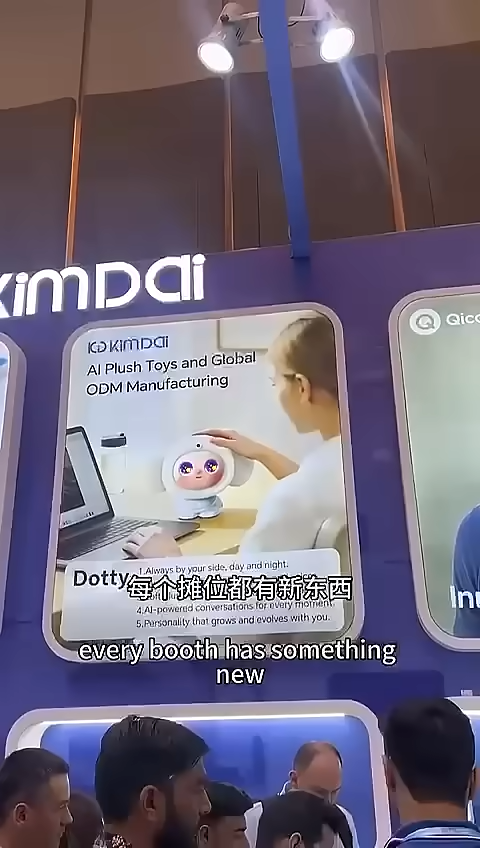 KIMDAI
KIMDAI
AI Plush Toys and Global
ODM Manufacturing
Dotty
1.Always by your side, day and night.
4.AI-powered conversations for every moment.
5.Personality that grows and evolves with you.
每个摊位都有新东西
every booth has something
new